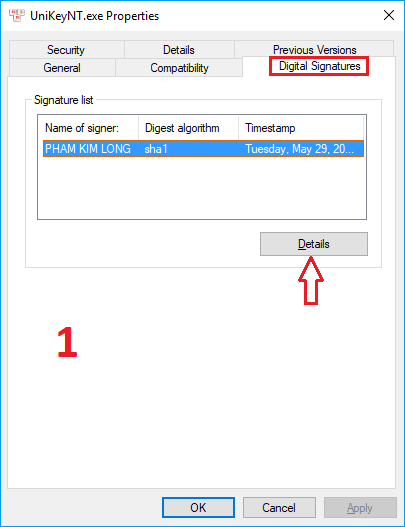 UniKeyNT.exe Properties
Security Details Previous Versions
General Compatibility Digital Signatures
Signature list
Name of signer: Digest algorithm Timestamp
PHAM KIM LONG sha1 Tuesday, May 29, 20...
Details
1
OK Cancel Apply